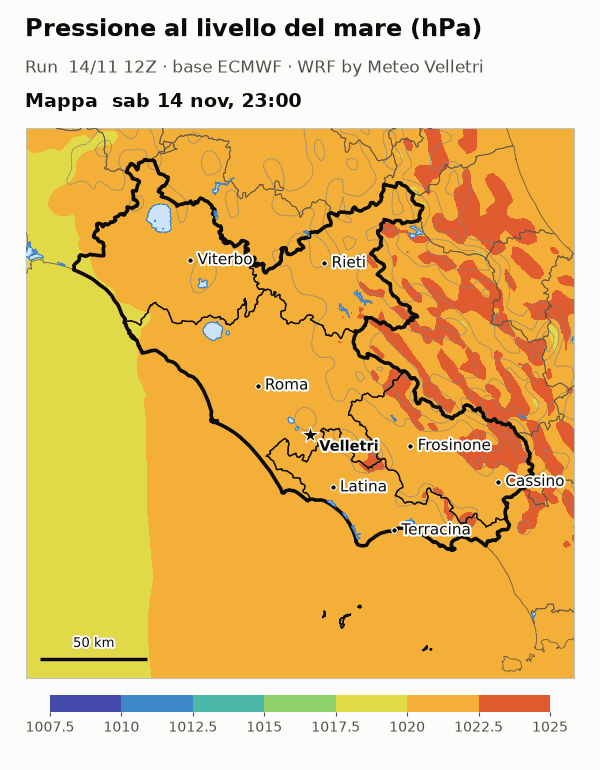 Pressione al livello del mare (hPa)
Run  14/11 12Z · base ECMWF · WRF by Meteo Velletri
Mappa  sab 14 nov, 23:00
Viterbo
Rieti
Roma
Velletri
Frosinone
Cassino
Latina
Terracina
50 km
1007.5 1010 1012.5 1015 1017.5 1020 1022.5 1025